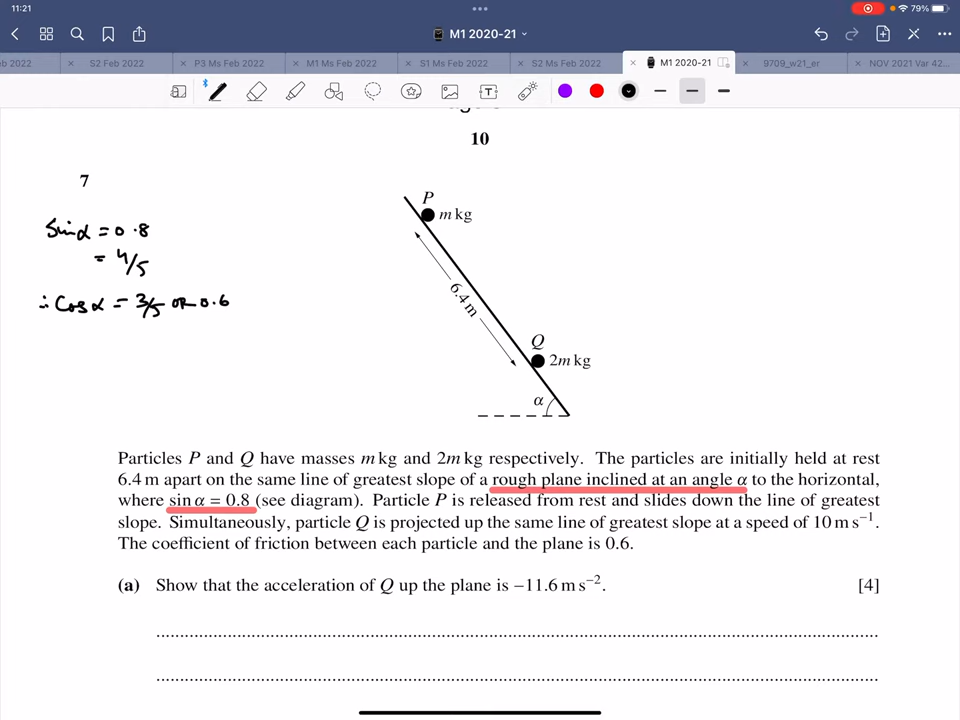 11:21
79%
M1 2020-21
eb 2022
S2 Feb 2022
P3 Ms Feb 2022
M1 Ms Feb 2022
S1 Ms Feb 2022
S2 Ms Feb 2022
M1 2020-21
9709_w21_er
NOV 2021 Var 42...
10
7
Sinα = 0.8
= 4/5
∴ Cosα = 3/5 OR 0.6
P
m kg
6.4 m
Q
2m kg
α
Particles P and Q have masses m kg and 2m kg respectively. The particles are initially held at rest
6.4 m apart on the same line of greatest slope of a rough plane inclined at an angle α to the horizontal,
where sin α = 0.8 (see diagram). Particle P is released from rest and slides down the line of greatest
slope. Simultaneously, particle Q is projected up the same line of greatest slope at a speed of 10 m s⁻¹.
The coefficient of friction between each particle and the plane is 0.6.
(a) Show that the acceleration of Q up the plane is −11.6 m s⁻². [4]